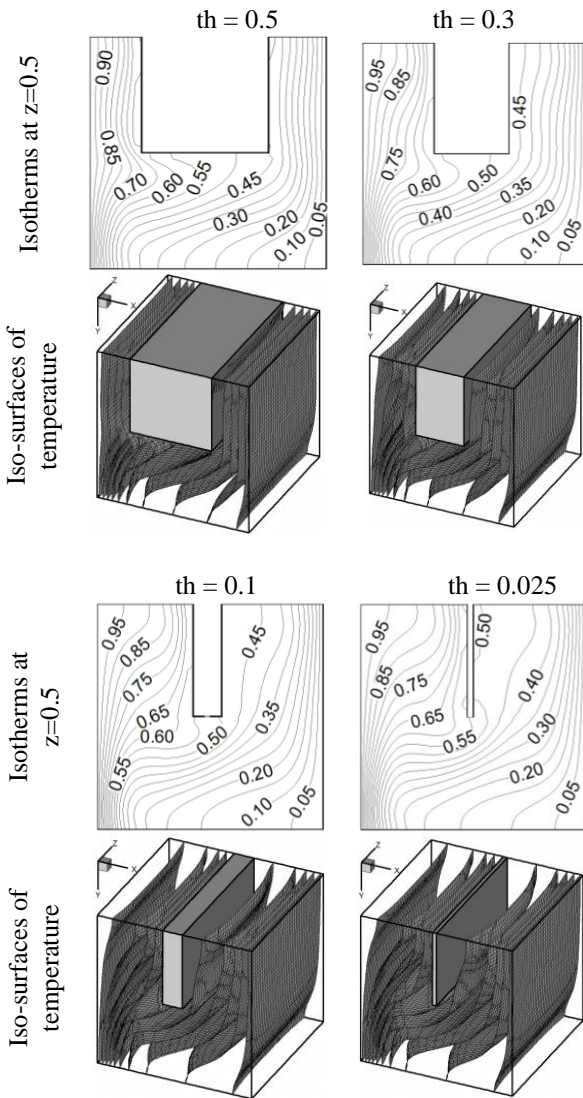 th = 0.5
th = 0.3
Isotherms at z=0.5
0.90
0.85
0.70
0.60
0.55
0.45
0.30
0.20
0.10
0.05
0.95
0.85
0.75
0.60
0.50
0.45
0.40
0.35
0.20
0.10
0.05
Iso-surfaces of
temperature
Z
X
Y
Z
X
Y
th = 0.1
th = 0.025
Isotherms at
z=0.5
0.95
0.85
0.75
0.65
0.60
0.55
0.50
0.45
0.35
0.20
0.10
0.05
0.95
0.85
0.75
0.65
0.55
0.50
0.40
0.30
0.20
0.10
0.05
Iso-surfaces of
temperature
Z
X
Y
Z
X
Y